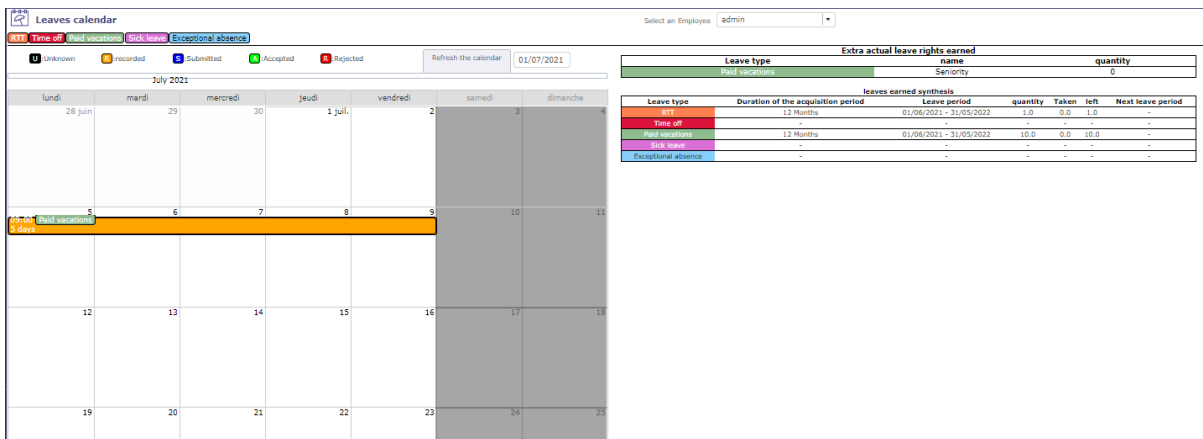 Leaves calendar
Select an Employee admin
RTT Time off Paid vacations Sick leave Exceptional absence
U :Unknown R :recorded S :Submitted A :Accepted R :Rejected
Refresh the calendar 01/07/2021
July 2021
lundi mardi mercredi jeudi vendredi samedi dimanche
28 juin 29 30 1 juil. 2 3 4
5 6 7 8 9 10 11
09:00 Paid vacations
5 days
12 13 14 15 16 17 18
19 20 21 22 23 24 25
Extra actual leave rights earned
Leave type name quantity
Paid vacations Seniority 0
leaves earned synthesis
Leave type Duration of the acquisition period Leave period quantity Taken left Next leave period
RTT 12 Months 01/06/2021 - 31/05/2022 1.0 0.0 1.0 -
Time off - - - - - -
Paid vacations 12 Months 01/06/2021 - 31/05/2022 10.0 0.0 10.0 -
Sick leave - - - - - -
Exceptional absence - - - - - -